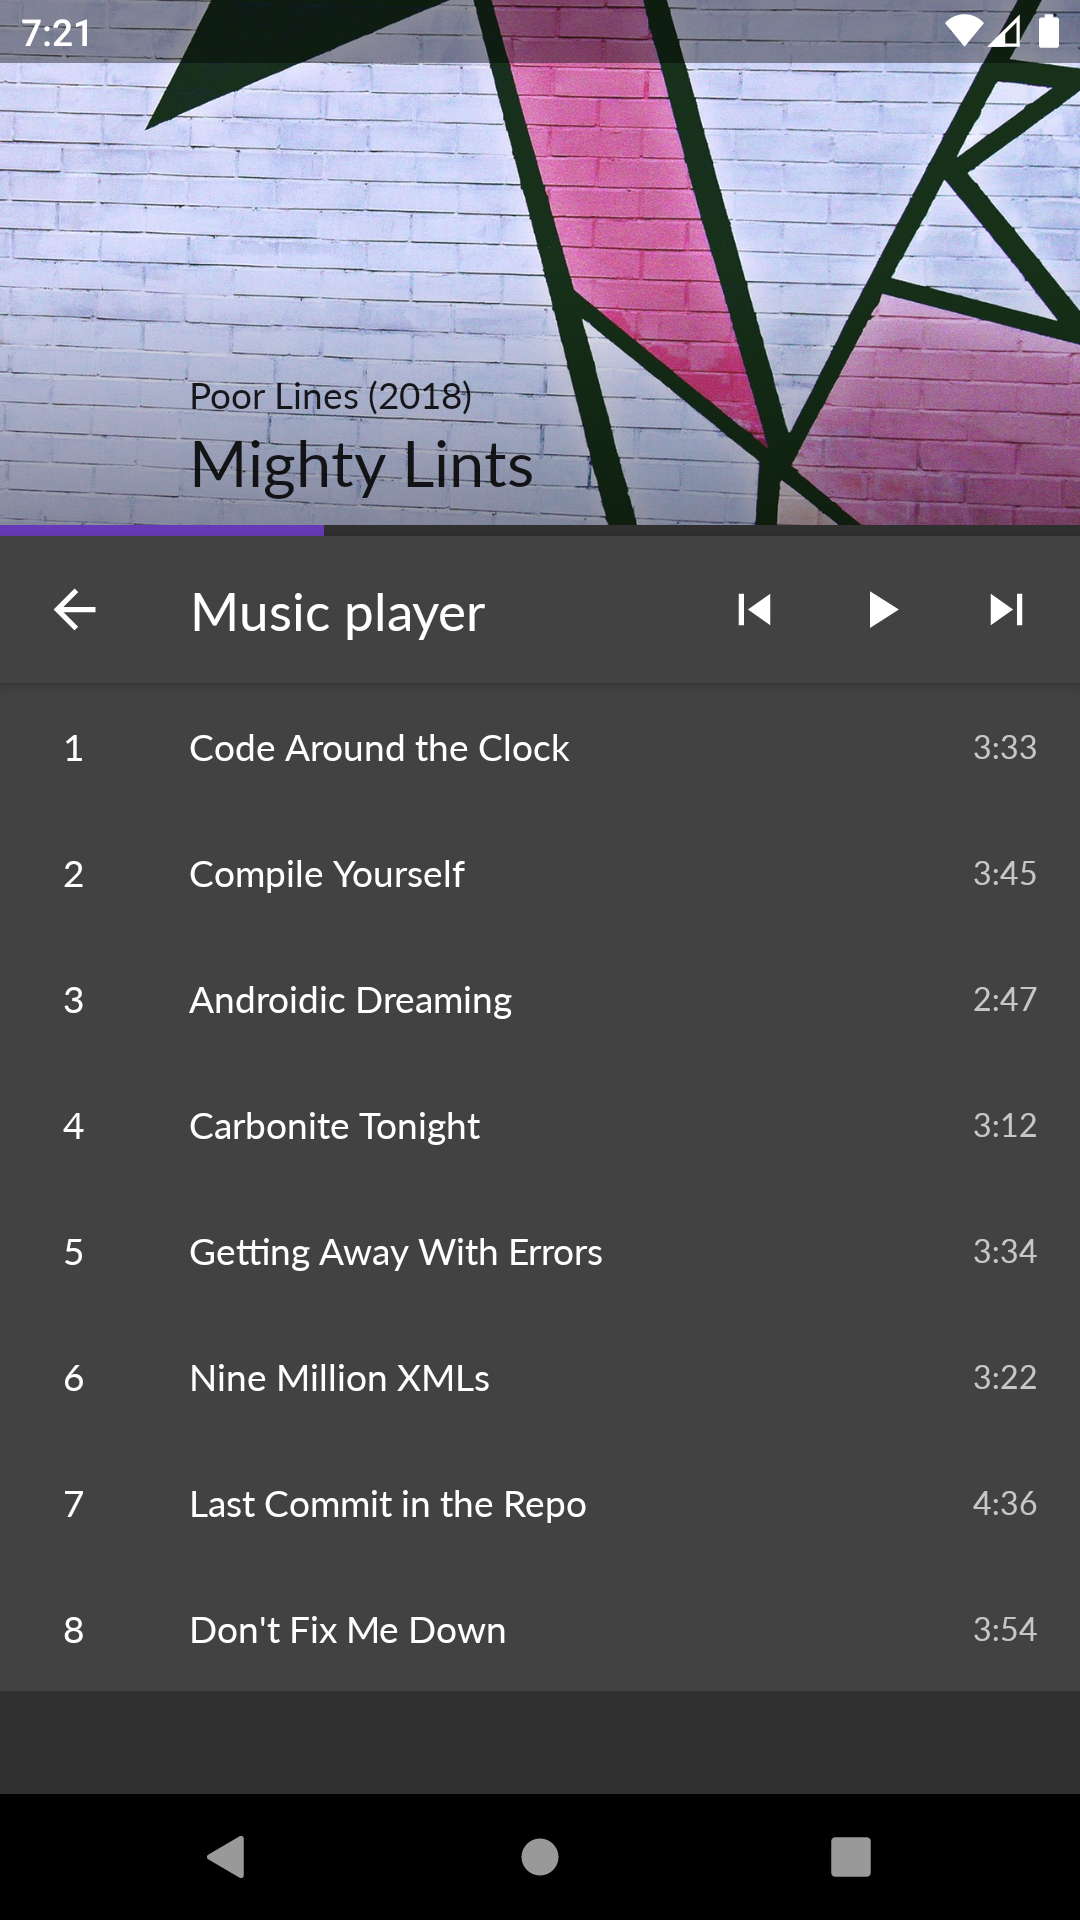 7:21
Poor Lines (2018)
Mighty Lints
Music player
1 Code Around the Clock 3:33
2 Compile Yourself 3:45
3 Androidic Dreaming 2:47
4 Carbonite Tonight 3:12
5 Getting Away With Errors 3:34
6 Nine Million XMLs 3:22
7 Last Commit in the Repo 4:36
8 Don't Fix Me Down 3:54